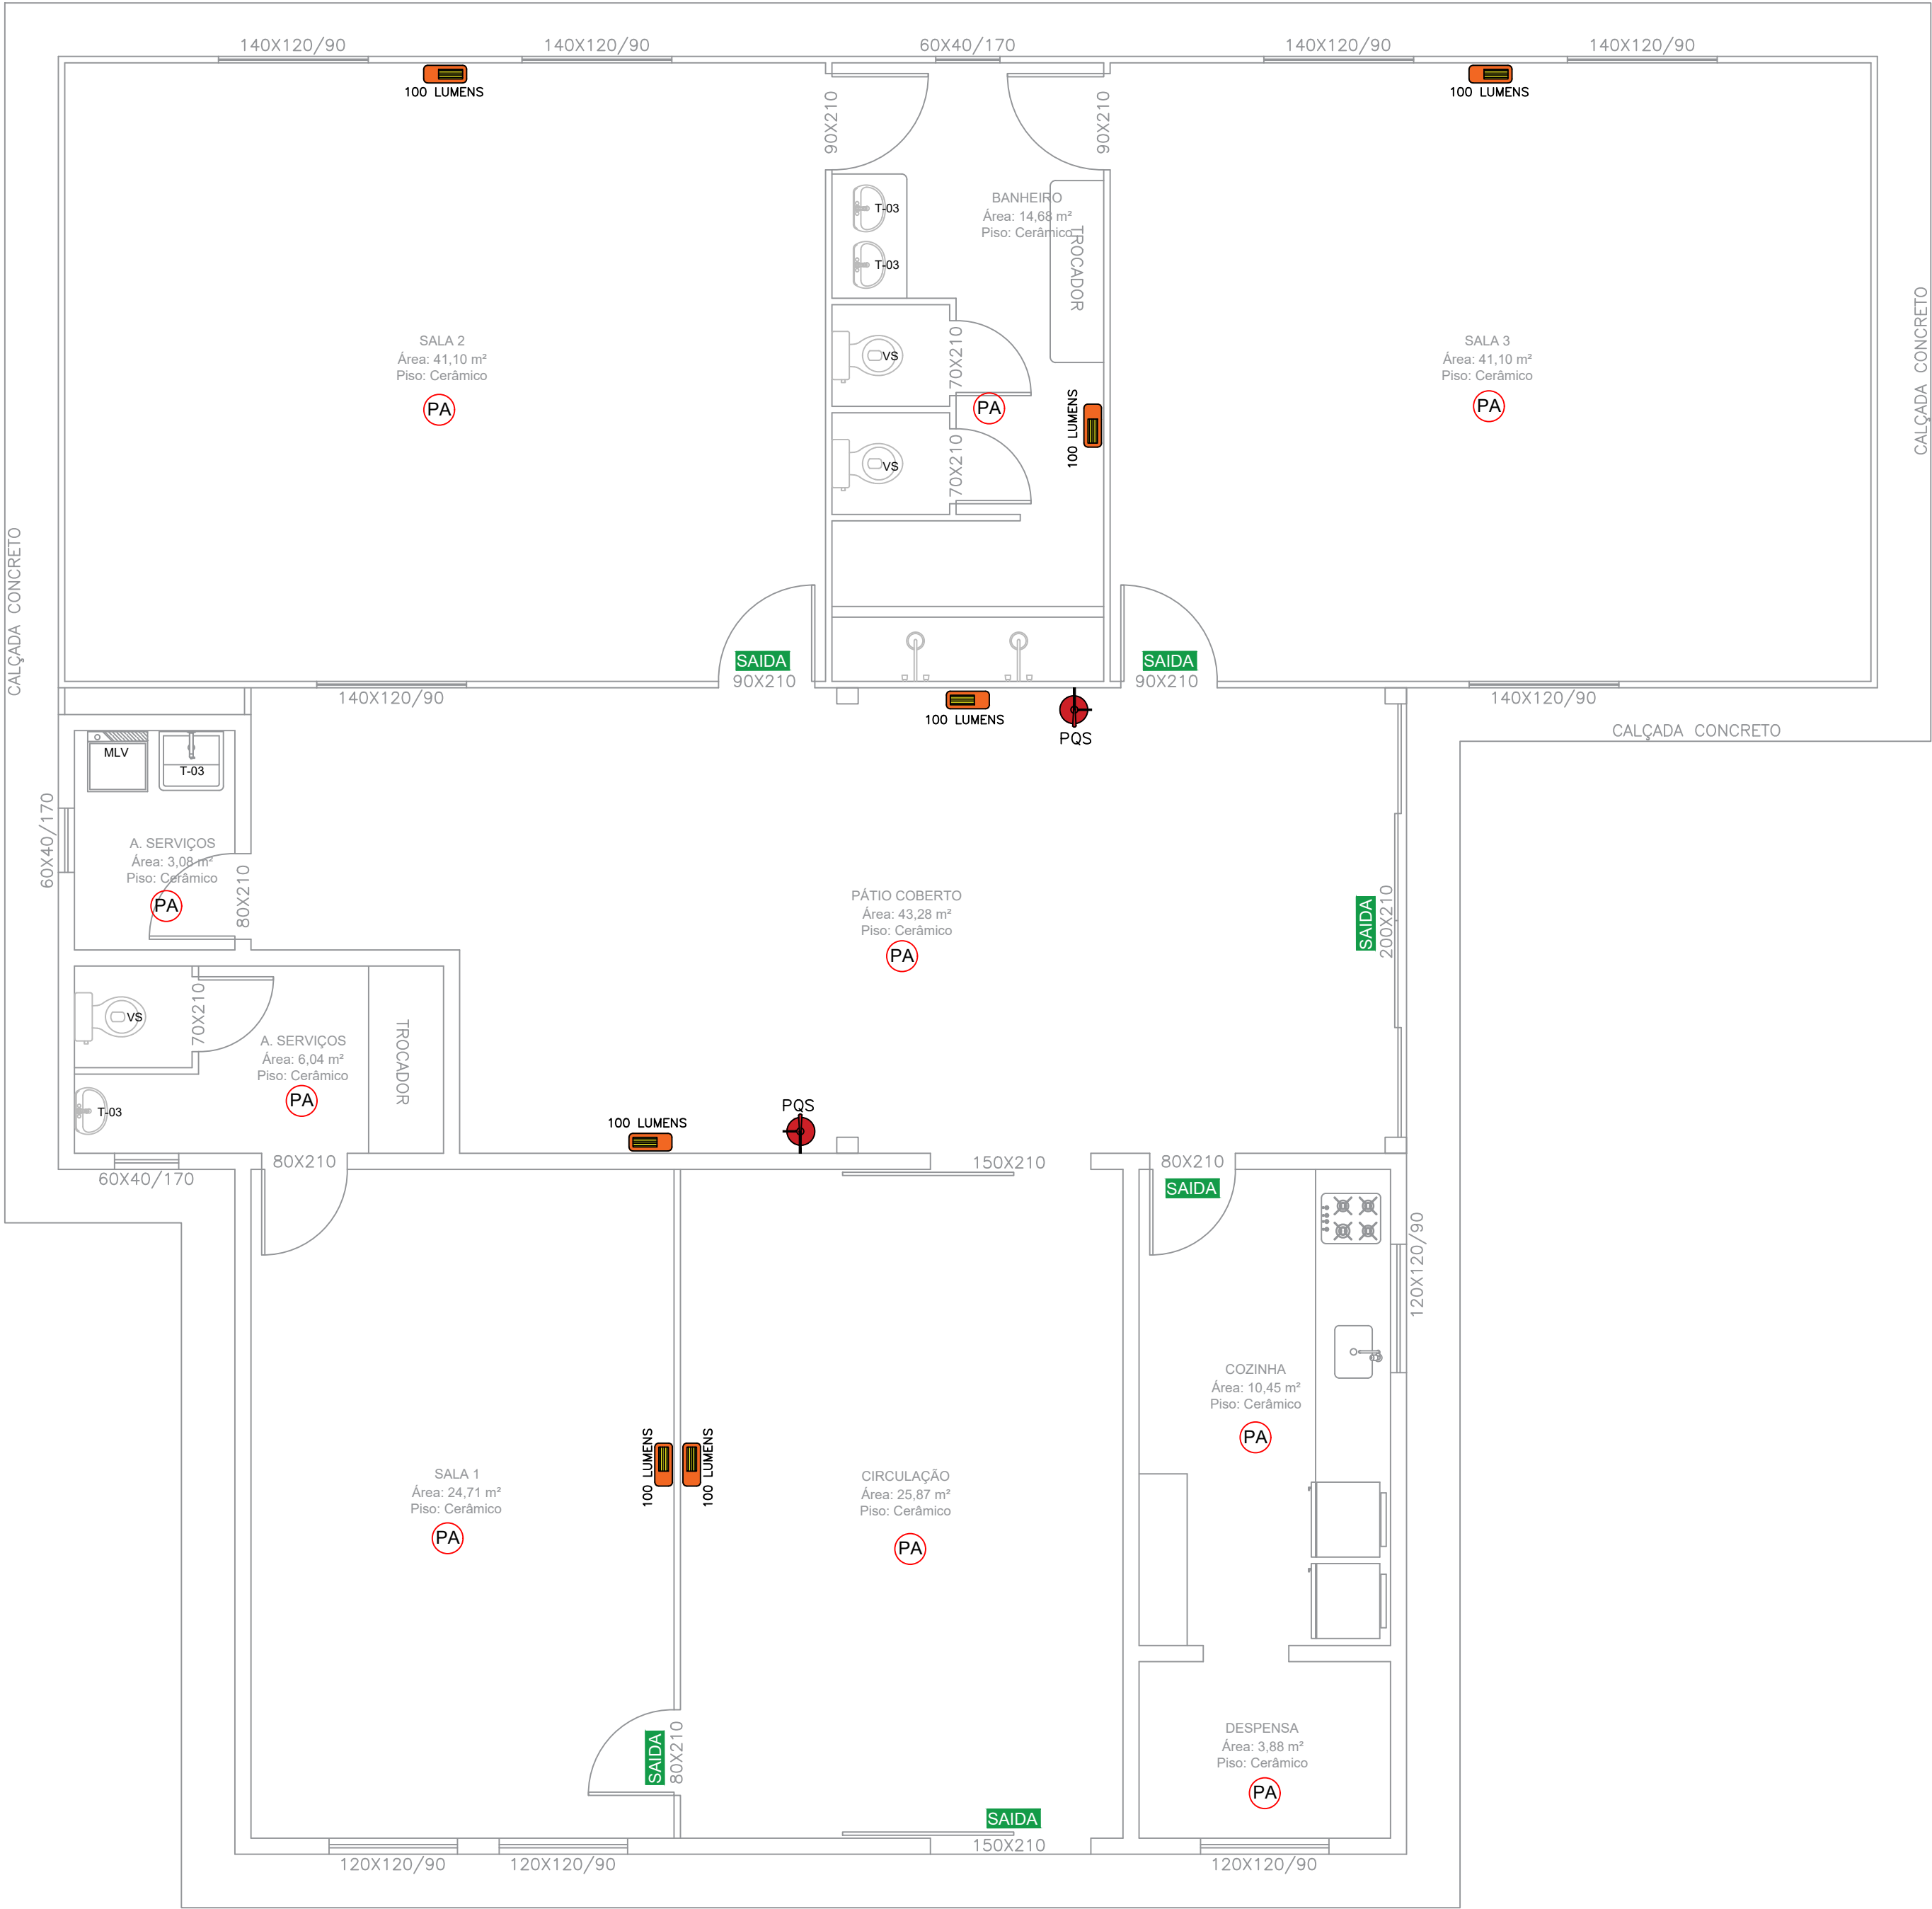 140X120/90
140X120/90
60X40/170
140X120/90
140X120/90
100 LUMENS
100 LUMENS
90X210
90X210
BANHEIRO
Área: 14,68 m²
Piso: Cerâmico
T-03
T-03
TROCADOR
SALA 2
Área: 41,10 m²
Piso: Cerâmico
PA
VS
70X210
PA
100 LUMENS
VS
70X210
SALA 3
Área: 41,10 m²
Piso: Cerâmico
PA
CALÇADA CONCRETO
CALÇADA CONCRETO
SAIDA
90X210
SAIDA
90X210
140X120/90
140X120/90
100 LUMENS
PQS
CALÇADA CONCRETO
MLV
T-03
60X40/170
A. SERVIÇOS
Área: 3,08 m²
Piso: Cerâmico
PA
80X210
PÁTIO COBERTO
Área: 43,28 m²
Piso: Cerâmico
PA
SAIDA
200X210
VS
70X210
A. SERVIÇOS
Área: 6,04 m²
Piso: Cerâmico
PA
TROCADOR
T-03
100 LUMENS
PQS
80X210
60X40/170
150X210
80X210
SAIDA
120X120/90
COZINHA
Área: 10,45 m²
Piso: Cerâmico
PA
SALA 1
Área: 24,71 m²
Piso: Cerâmico
PA
100 LUMENS
100 LUMENS
CIRCULAÇÃO
Área: 25,87 m²
Piso: Cerâmico
PA
SAIDA
80X210
DESPENSA
Área: 3,88 m²
Piso: Cerâmico
PA
SAIDA
150X210
120X120/90
120X120/90
120X120/90